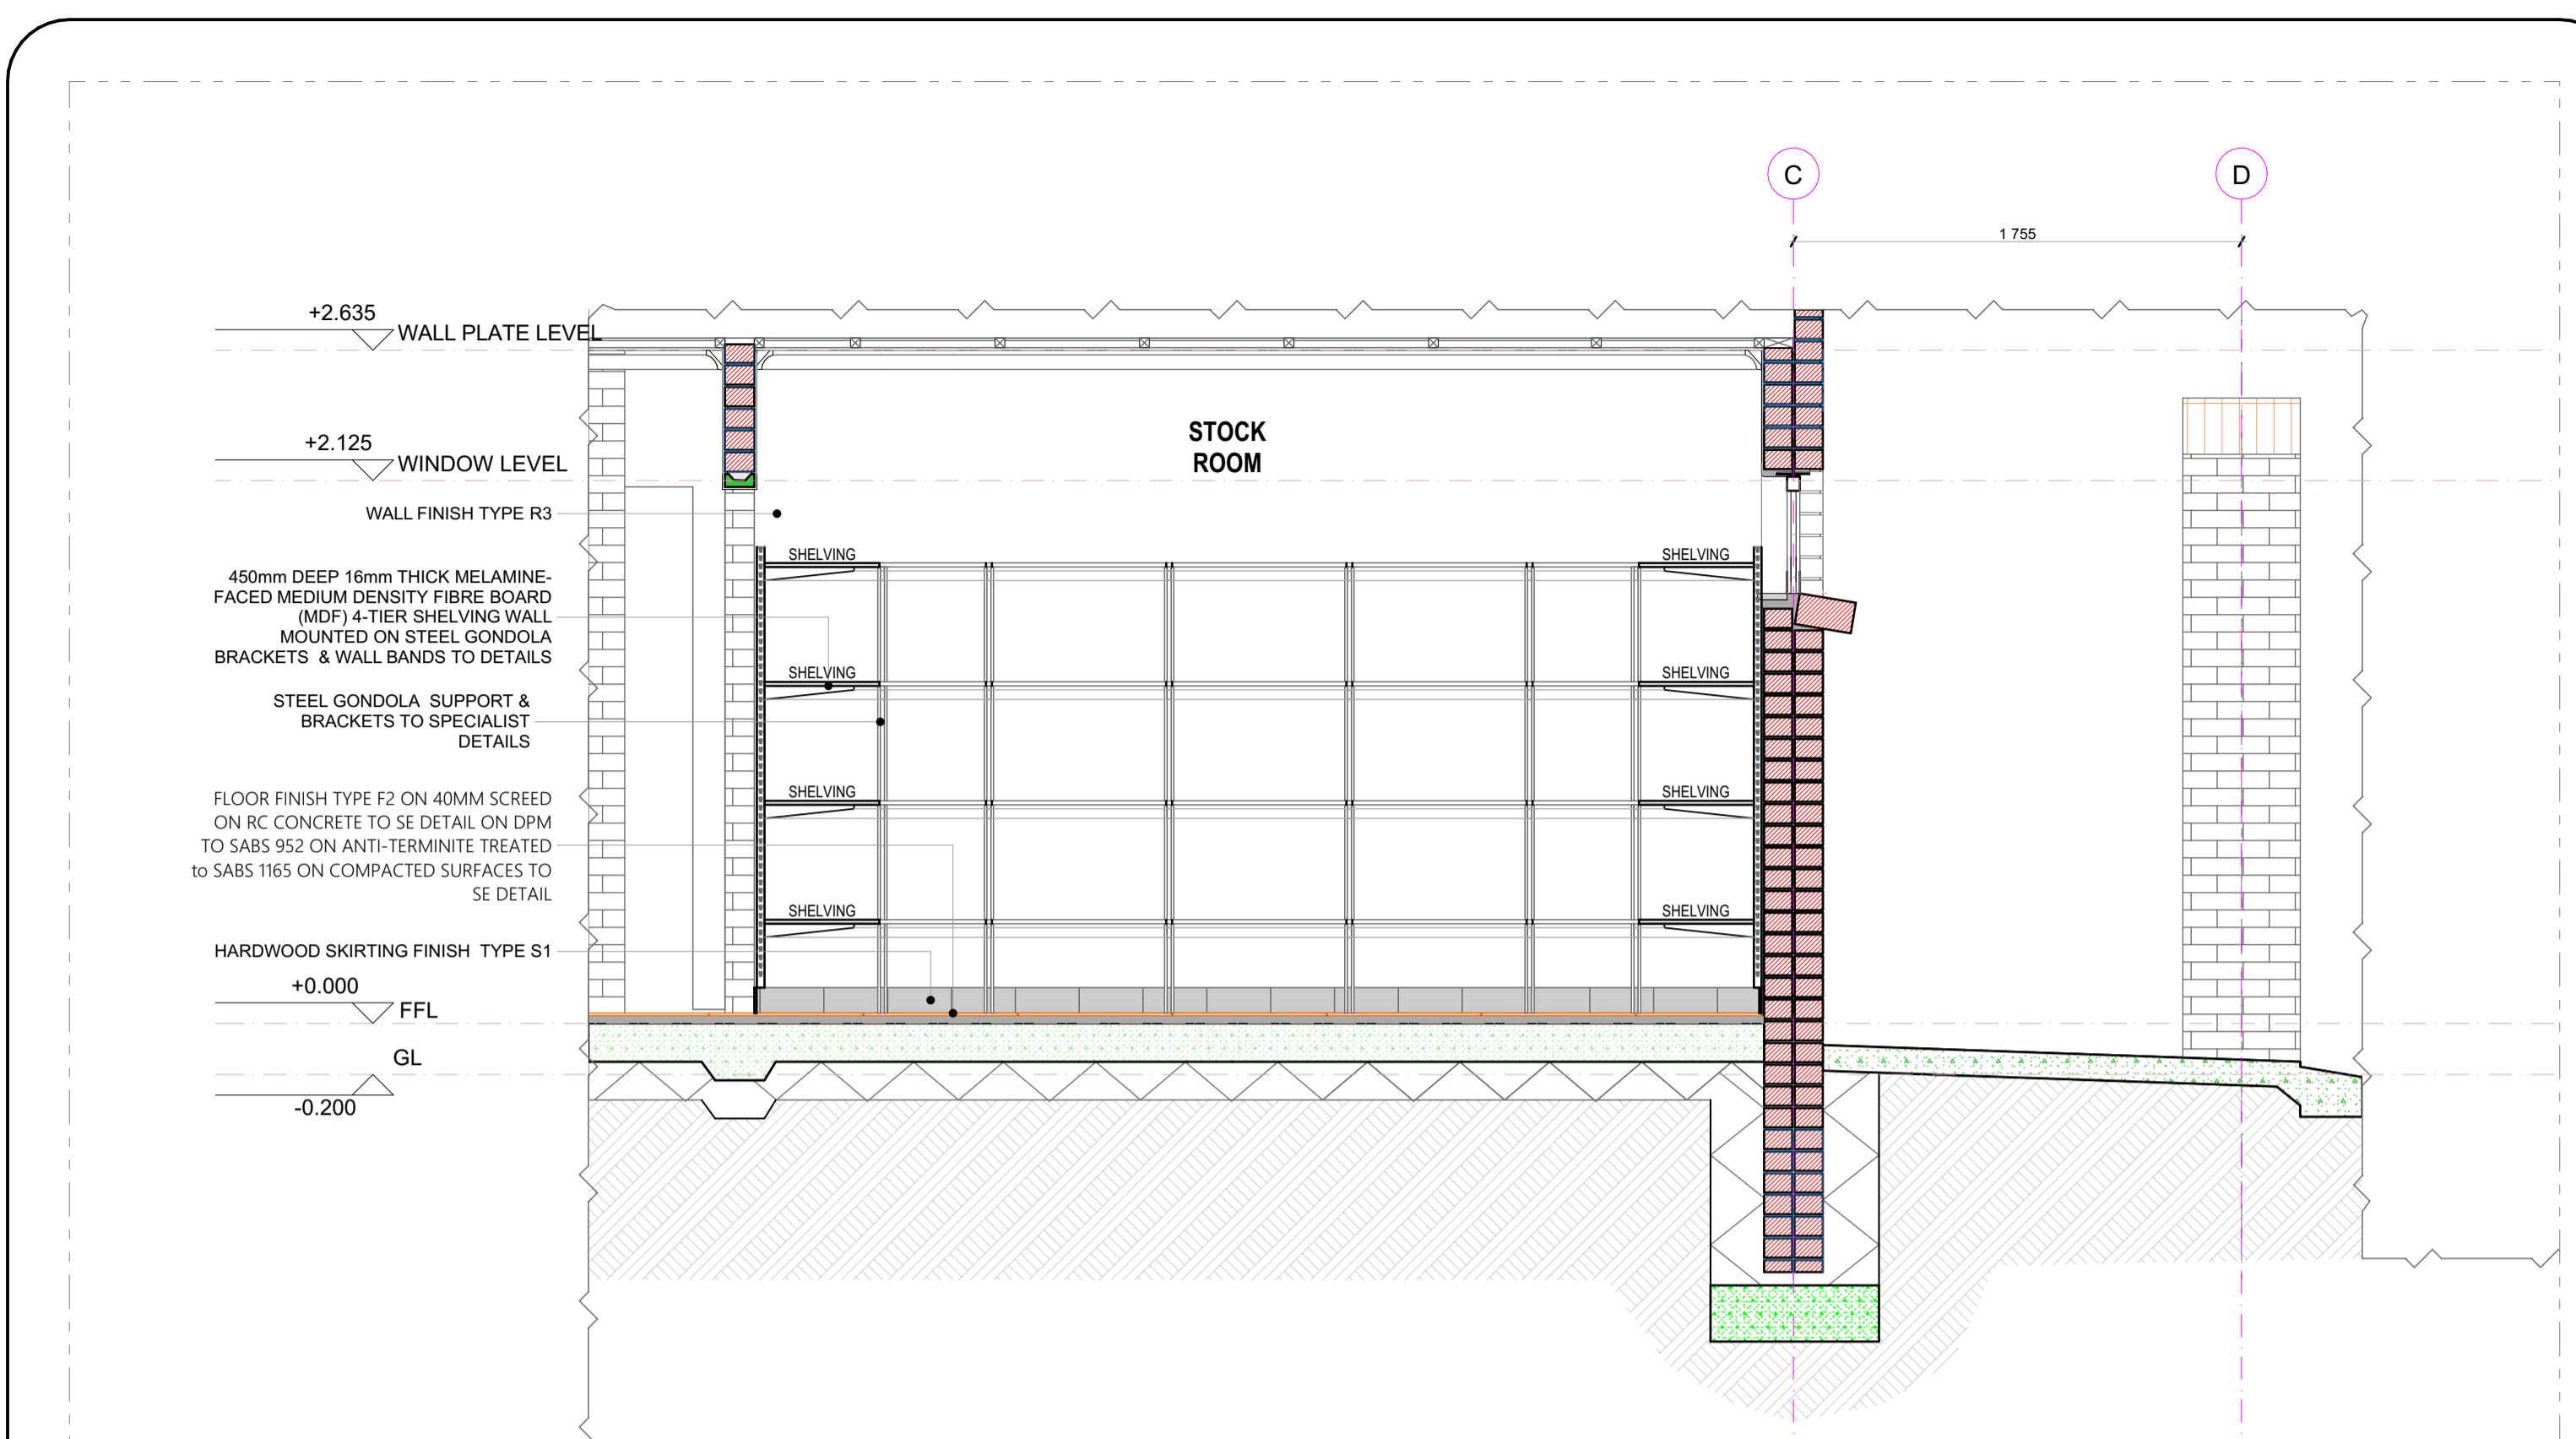 C
D
1 755
+2.635
WALL PLATE LEVEL
+2.125
WINDOW LEVEL
STOCK
ROOM
WALL FINISH TYPE R3
450mm DEEP 16mm THICK MELAMINE-
FACED MEDIUM DENSITY FIBRE BOARD
(MDF) 4-TIER SHELVING WALL
MOUNTED ON STEEL GONDOLA
BRACKETS & WALL BANDS TO DETAILS
STEEL GONDOLA SUPPORT &
BRACKETS TO SPECIALIST
DETAILS
FLOOR FINISH TYPE F2 ON 40MM SCREED
ON RC CONCRETE TO SE DETAIL ON DPM
TO SABS 952 ON ANTI-TERMINITE TREATED
to SABS 1165 ON COMPACTED SURFACES TO
SE DETAIL
HARDWOOD SKIRTING FINISH TYPE S1
+0.000
FFL
GL
-0.200
SHELVING
SHELVING
SHELVING
SHELVING
SHELVING
SHELVING
SHELVING
SHELVING